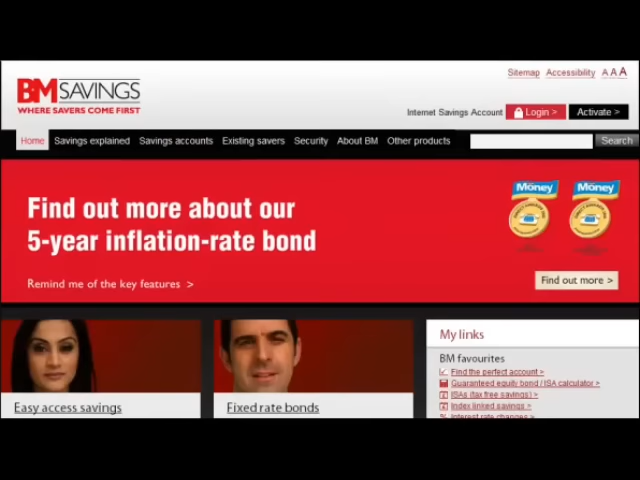 Sitemap Accessibility A A A
BM SAVINGS
WHERE SAVERS COME FIRST
Internet Savings Account Login > Activate >
Home Savings explained Savings accounts Existing savers Security About BM Other products Search
Find out more about our
5-year inflation-rate bond
Money Money
Remind me of the key features >
Find out more >
My links
BM favourites
Find the perfect account >
Guaranteed equity bond / ISA calculator >
ISAs (tax free savings) >
Index linked savings >
Interest rate changes >
Easy access savings
Fixed rate bonds